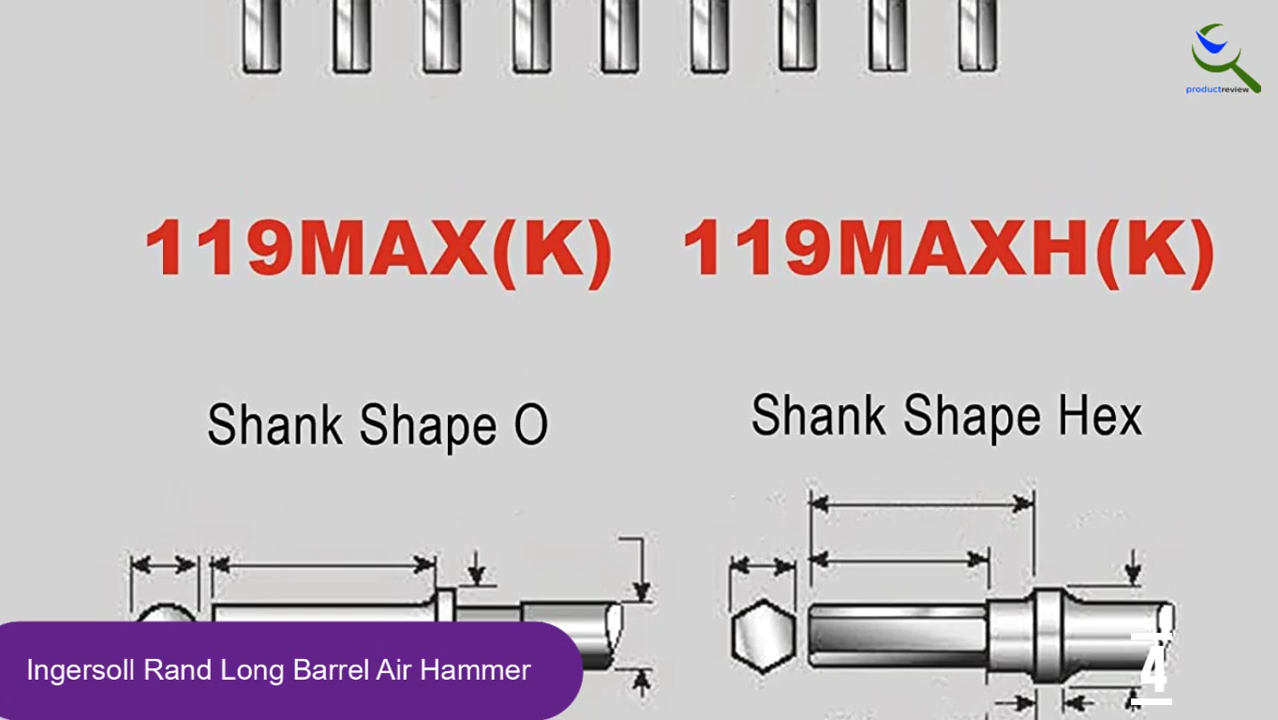 productreview
119MAX(K) 119MAXH(K)
Shank Shape O
Shank Shape Hex
Ingersoll Rand Long Barrel Air Hammer
4